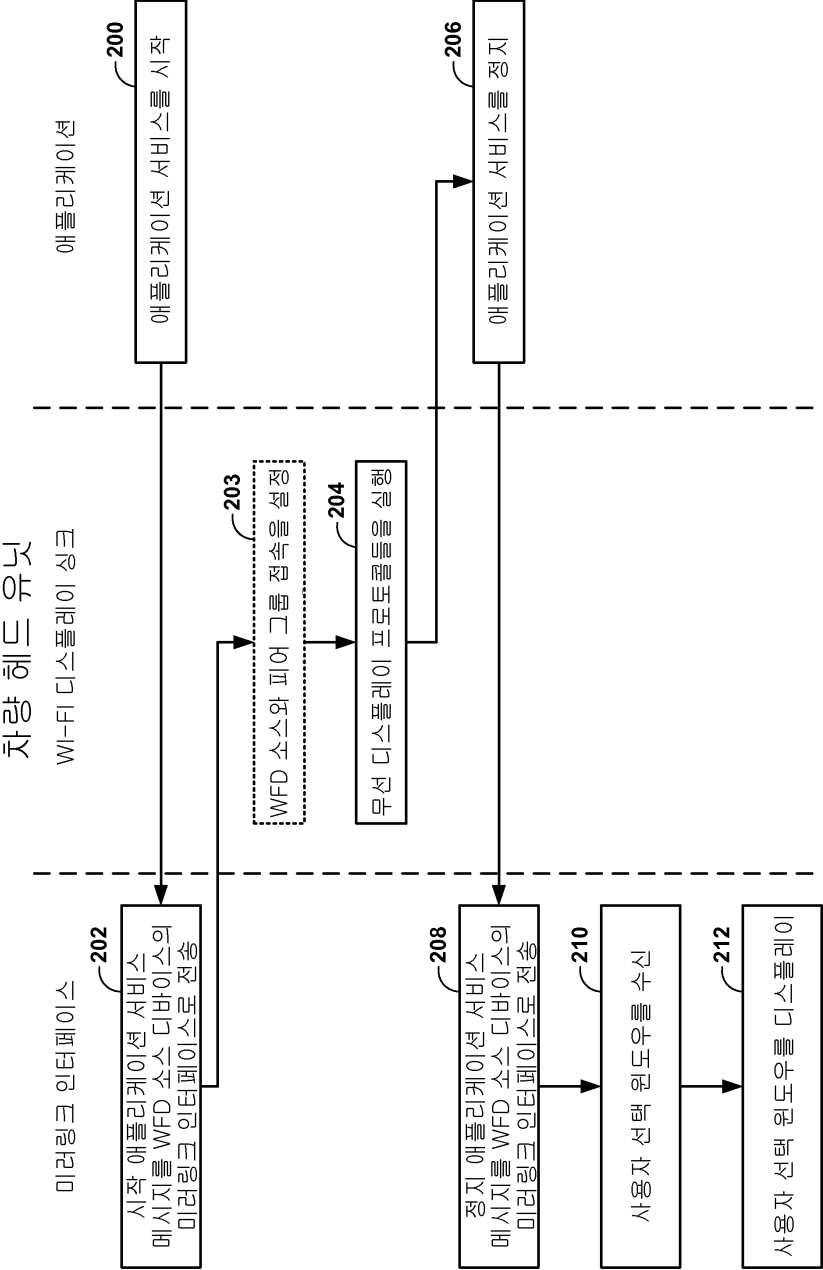 차량 헤드 유닛
미러링크 인터페이스
WI-FI 디스플레이 싱크
애플리케이션
200
애플리케이션 서비스를 시작
202
시작 애플리케이션 서비스
메시지를 WFD 소스 디바이스의
미러링크 인터페이스로 전송
203
WFD 소스와 피어 그룹 접속을 설정
204
무선 디스플레이 프로토콜들을 실행
206
애플리케이션 서비스를 정지
208
정지 애플리케이션 서비스
메시지를 WFD 소스 디바이스의
미러링크 인터페이스로 전송
210
사용자 선택 윈도우를 수신
212
사용자 선택 윈도우를 디스플레이